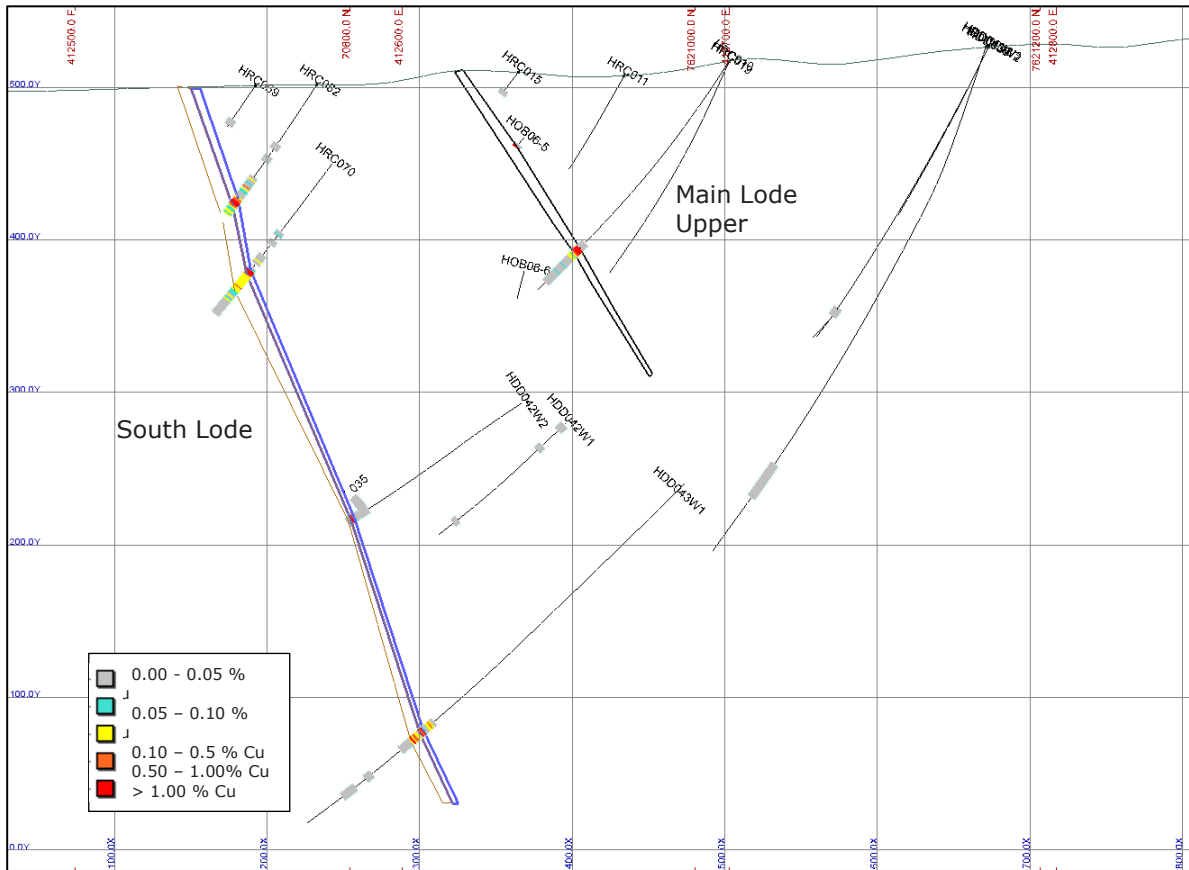 412500.0 E
70800.0 N
412600.0 E
7621000.0 N
7621200.0 N
412800.0 E
HRC069
HRC062
HRC015
HRC011
HRC019
500.0Y
HOB06-5
HRC070
Main Lode
Upper
400.0Y
HOB06-6
300.0Y
HDD042W2
HDD042W1
South Lode
035
HDD043W1
200.0Y
100.0Y
0.00 - 0.05 %
0.05 – 0.10 %
0.10 – 0.5 % Cu
0.50 – 1.00% Cu
> 1.00 % Cu
0.0Y
100.0X
200.0X
300.0X
400.0X
500.0X
600.0X
700.0X
800.0X